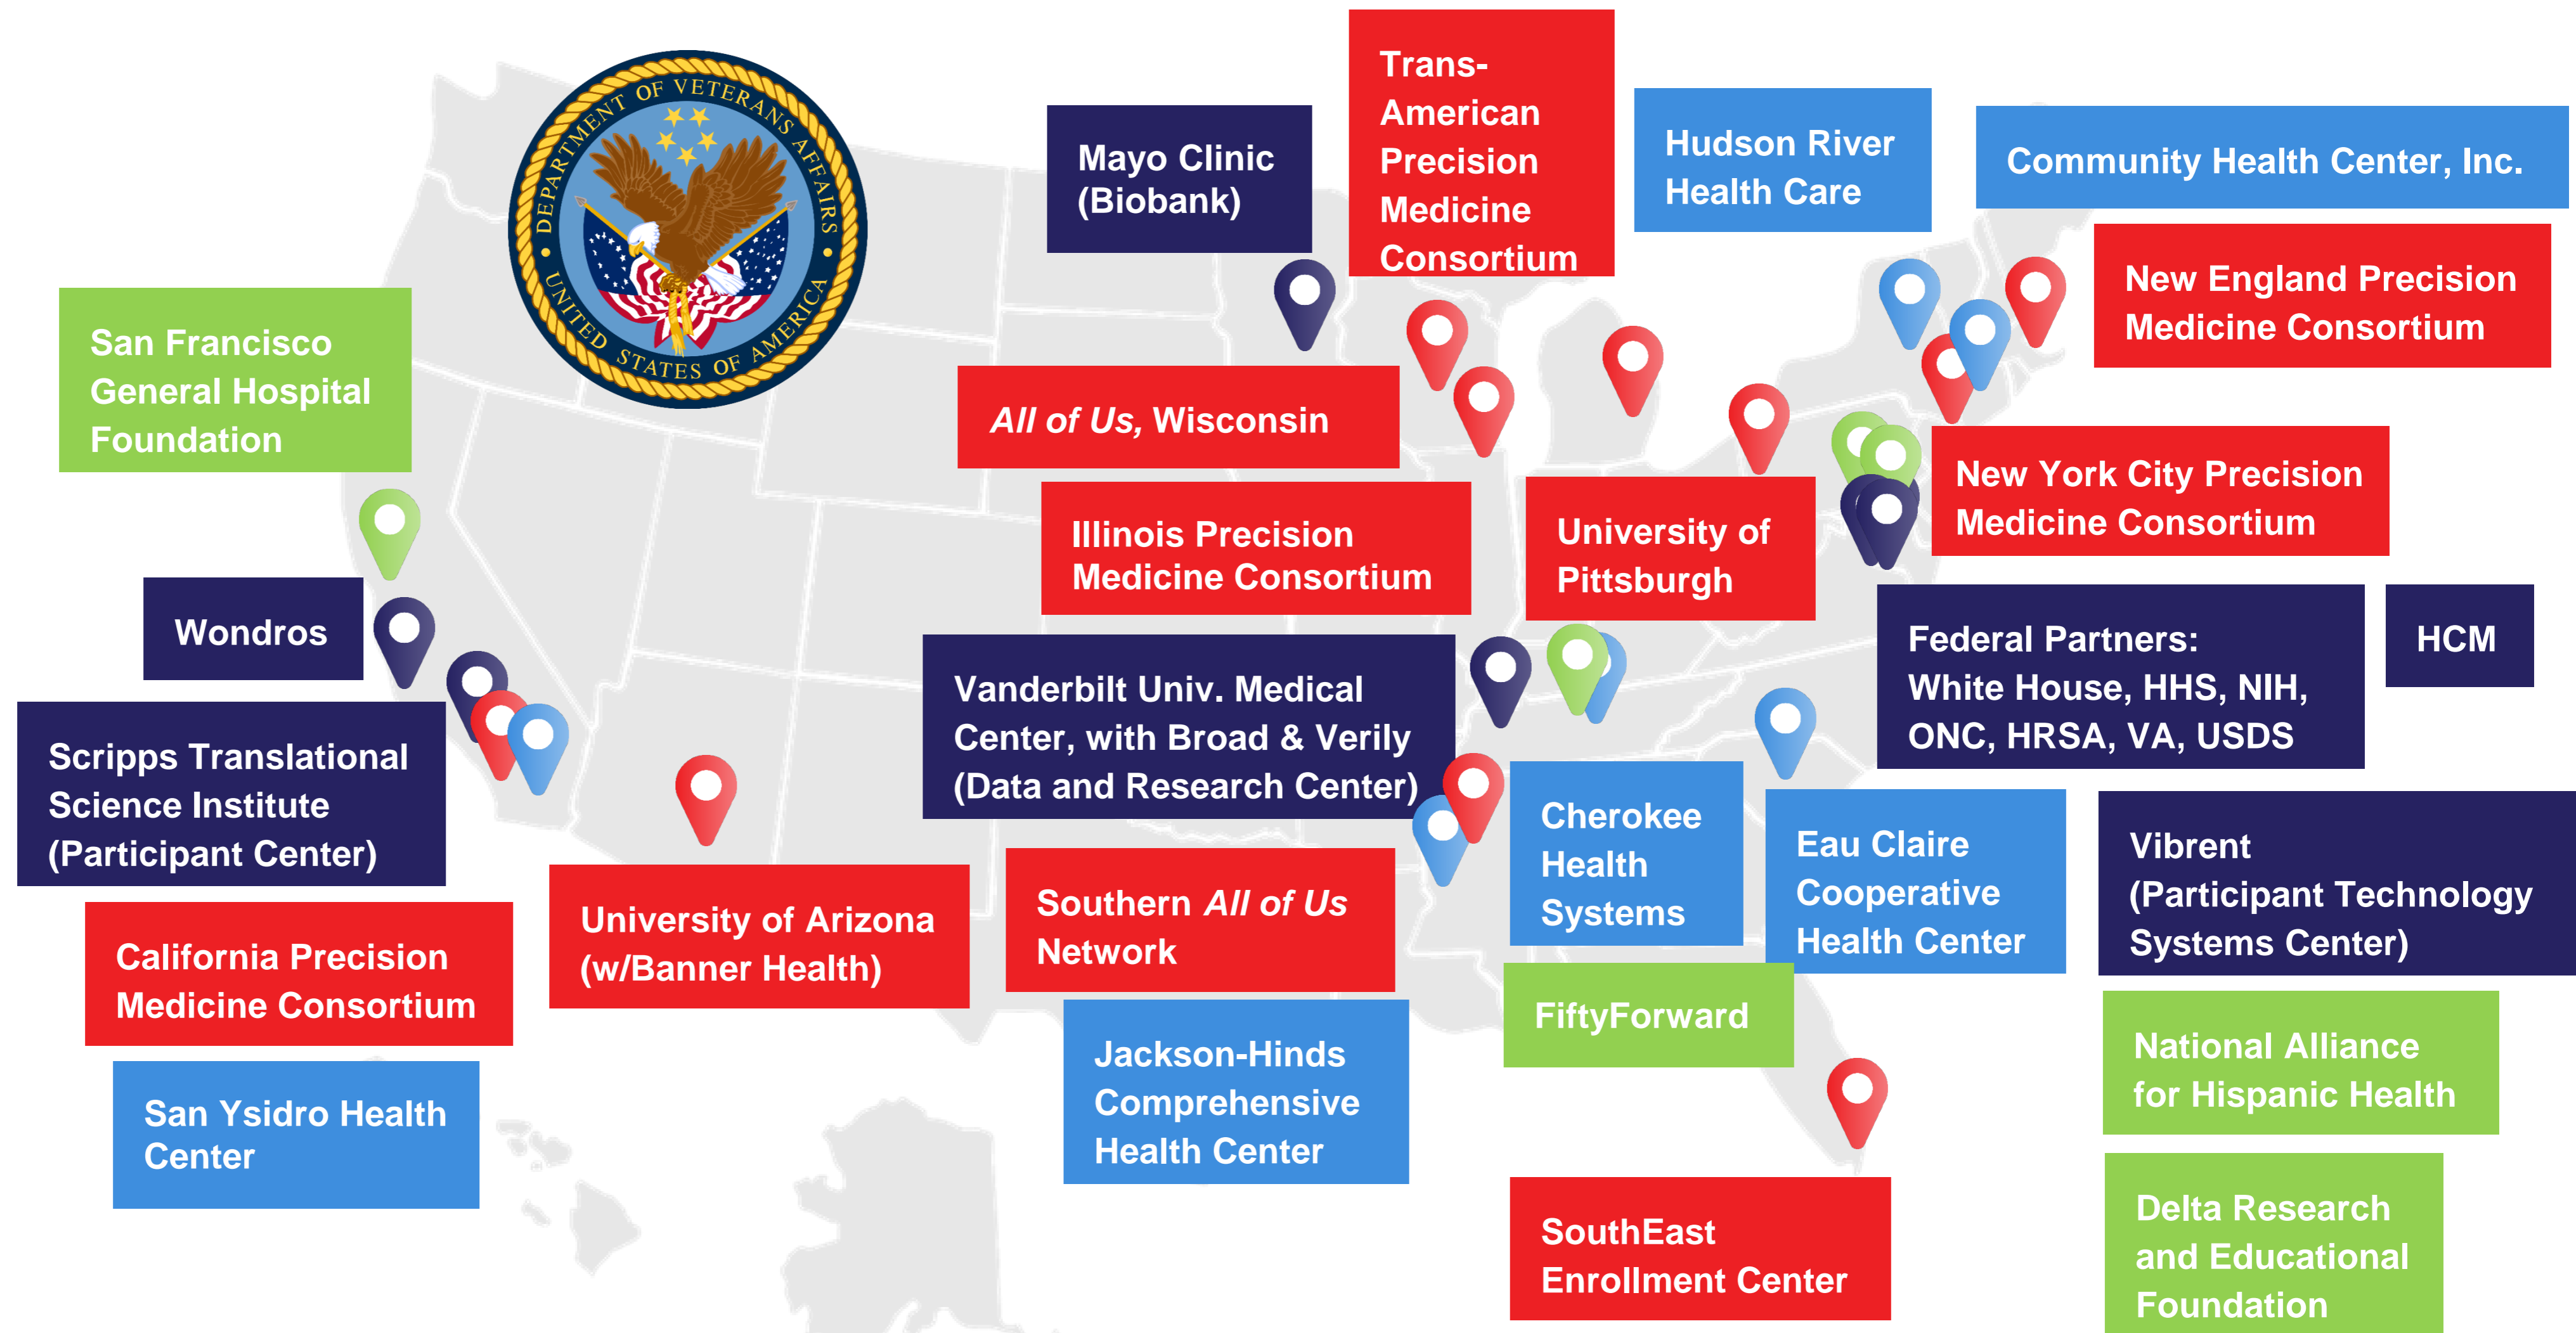 DEPARTMENT OF VETERANS AFFAIRS
UNITED STATES OF AMERICA
Mayo Clinic
(Biobank)
Trans-
American
Precision
Medicine
Consortium
Hudson River
Health Care
Community Health Center, Inc.
New England Precision
Medicine Consortium
San Francisco
General Hospital
Foundation
All of Us, Wisconsin
Illinois Precision
Medicine Consortium
University of
Pittsburgh
New York City Precision
Medicine Consortium
Wondros
Scripps Translational
Science Institute
(Participant Center)
Vanderbilt Univ. Medical
Center, with Broad & Verily
(Data and Research Center)
Federal Partners:
White House, HHS, NIH,
ONC, HRSA, VA, USDS
HCM
California Precision
Medicine Consortium
University of Arizona
(w/Banner Health)
Southern All of Us
Network
Cherokee
Health
Systems
Eau Claire
Cooperative
Health Center
Vibrent
(Participant Technology
Systems Center)
San Ysidro Health
Center
Jackson-Hinds
Comprehensive
Health Center
FiftyForward
National Alliance
for Hispanic Health
SouthEast
Enrollment Center
Delta Research
and Educational
Foundation